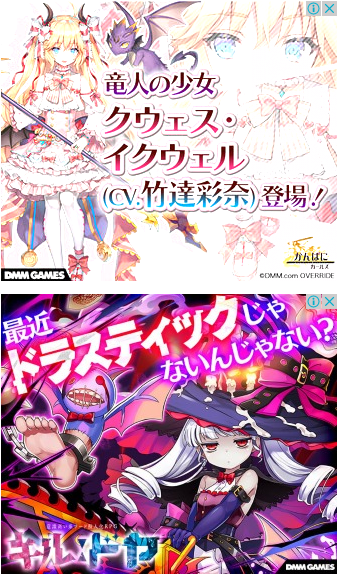 竜人の少女
クウェス・
イクウェル
(CV.竹達彩奈)登場！
かんぱに
ガールズ
DMM GAMES
©DMM.com OVERRIDE
最近
ドラスティックじゃ
ないんじゃない？
キルドヤ
DMM GAMES